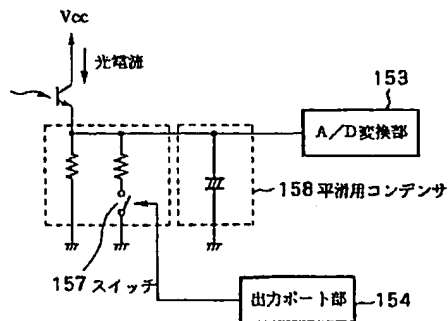 Vcc
光電流
153
A/D変換部
158平滑用コンデンサ
157スイッチ
出力ポート部
154